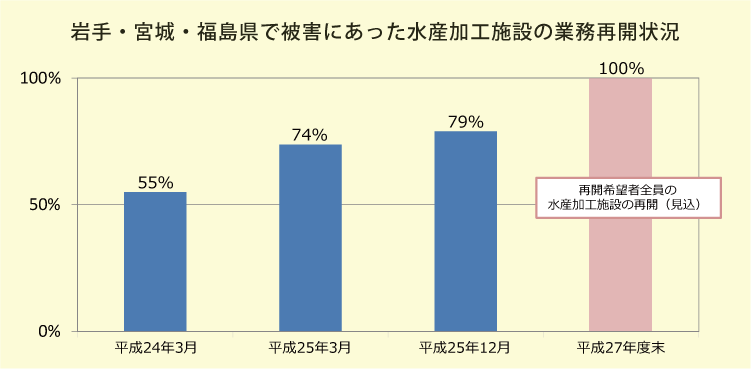 岩手・宮城・福島県で被害にあった水産加工施設の業務再開状況
100%
50%
0%
55%
74%
79%
100%
再開希望者全員の
水産加工施設の再開（見込）
平成24年3月
平成25年3月
平成25年12月
平成27年度末